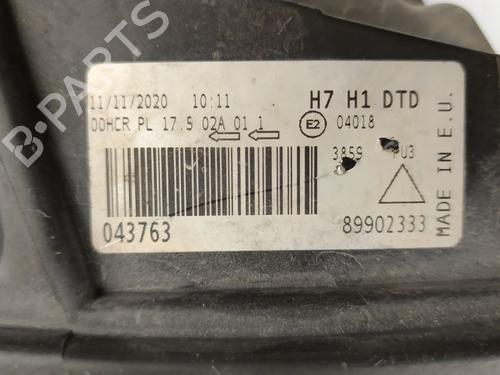 B-PARTS
11/11/2020 10:11 H7 H1 DTD
00HCR PL 17.5 02A 01 1 E2 04018
3859 PU3
043763 89902333
MADE IN E.U.